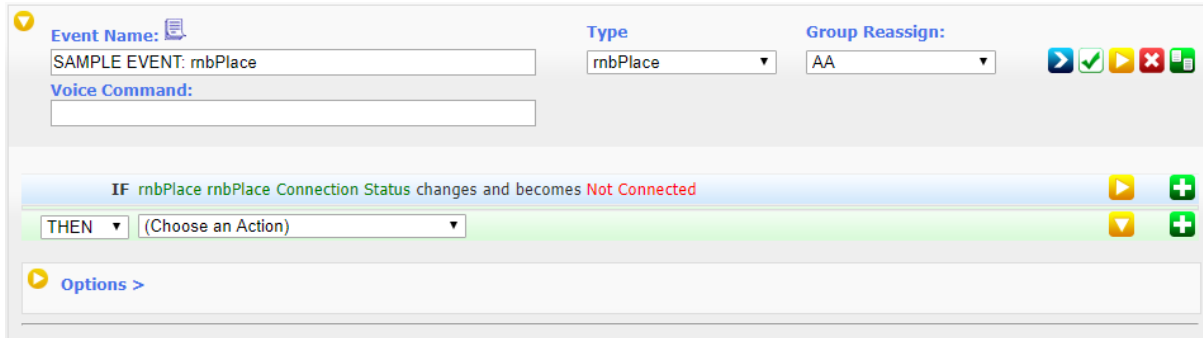 Event Name: Type Group Reassign:
SAMPLE EVENT: rnbPlace rnbPlace AA
Voice Command:
IF rnbPlace rnbPlace Connection Status changes and becomes Not Connected
THEN (Choose an Action)
Options >